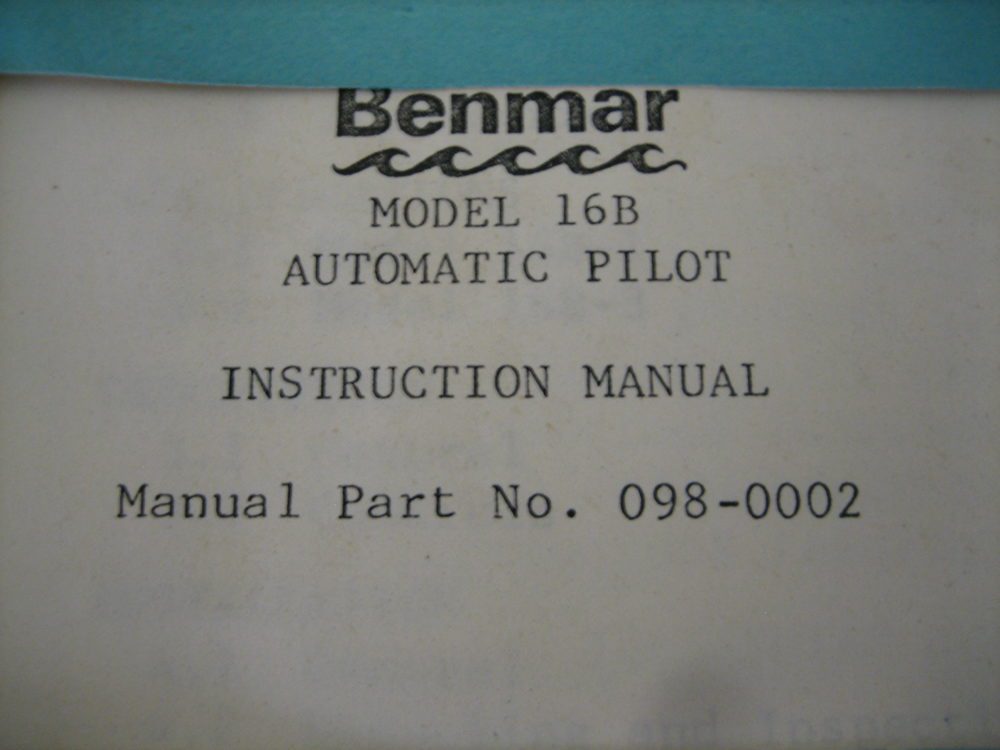 Benmar
MODEL 16B
AUTOMATIC PILOT
INSTRUCTION MANUAL
Manual Part No. 098-0002